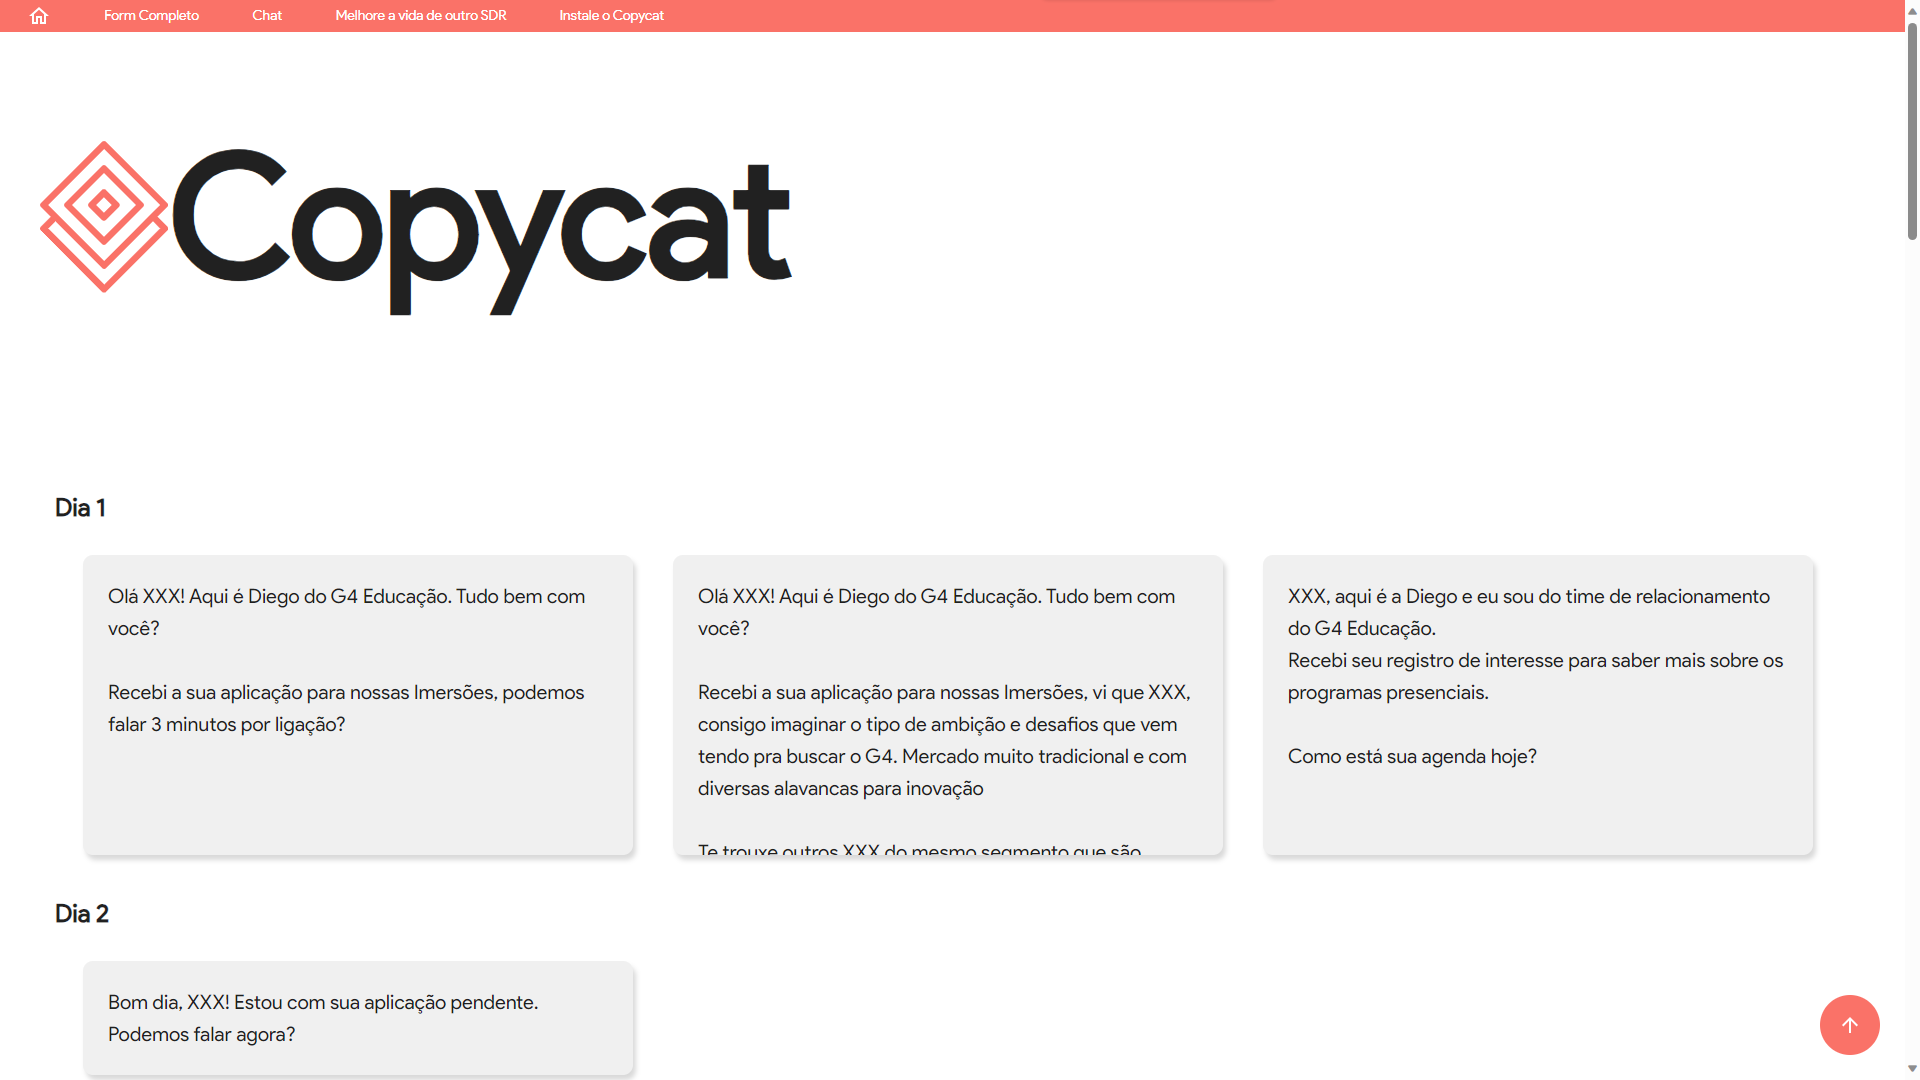 Form Completo
Chat
Melhore a vida de outro SDR
Instale o Copycat
Copycat
Dia 1
Olá XXX! Aqui é Diego do G4 Educação. Tudo bem com
você?
Recebi a sua aplicação para nossas Imersões, podemos
falar 3 minutos por ligação?
Olá XXX! Aqui é Diego do G4 Educação. Tudo bem com
você?
Recebi a sua aplicação para nossas Imersões, vi que XXX,
consigo imaginar o tipo de ambição e desafios que vem
tendo pra buscar o G4. Mercado muito tradicional e com
diversas alavancas para inovação
Te trouxe outros XXX do mesmo segmento que são
XXX, aqui é a Diego e eu sou do time de relacionamento
do G4 Educação.
Recebi seu registro de interesse para saber mais sobre os
programas presenciais.
Como está sua agenda hoje?
Dia 2
Bom dia, XXX! Estou com sua aplicação pendente.
Podemos falar agora?